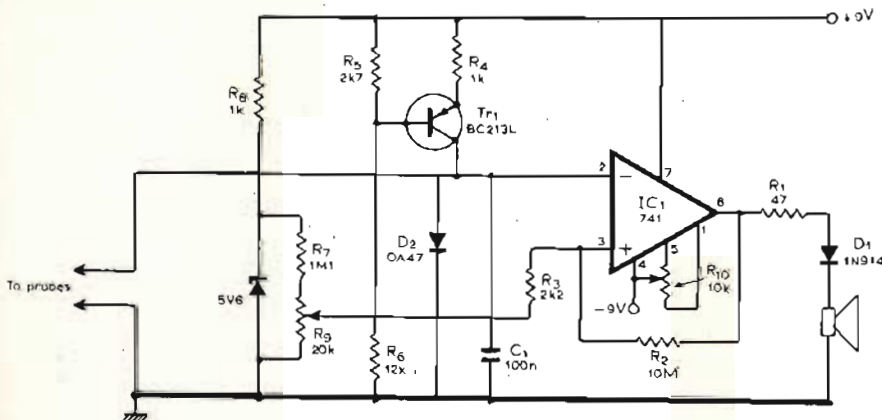 +9V
R5
2k7
R4
1k
R8
1k
Tr1
BC213L
2
7
IC1
741
6
R1
47
1
3
5
4
D2
OA47
R3
2k2
R10
10k
D1
1N914
-9V
R7
1M1
To probes
5V6
R9
20k
R2
10M
R6
12k
C1
100n